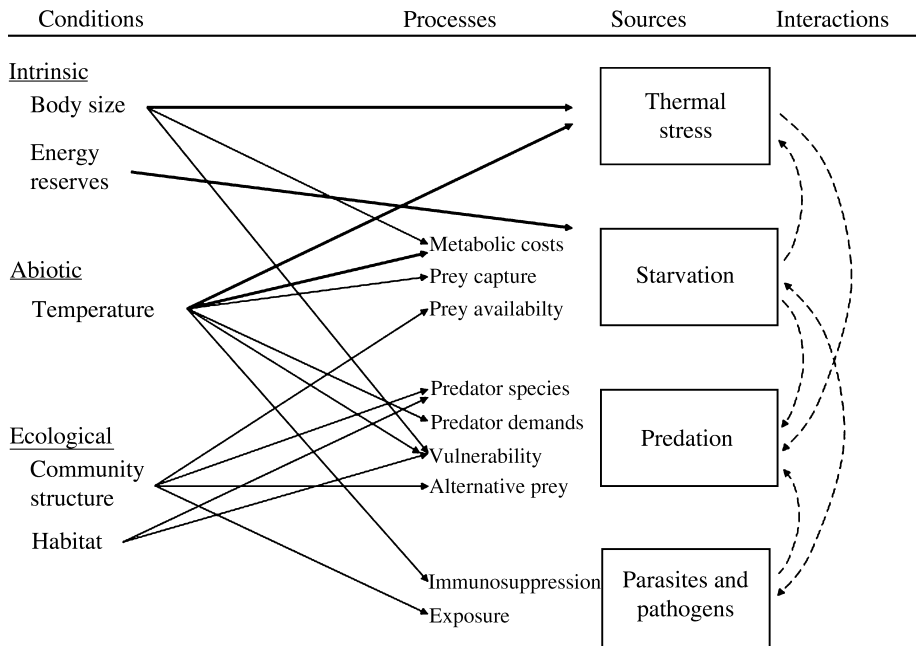 Conditions Processes Sources Interactions
Intrinsic
Body size
Energy
reserves
Abiotic
Temperature
Ecological
Community
structure
Habitat
Metabolic costs
Prey capture
Prey availabilty
Predator species
Predator demands
Vulnerability
Alternative prey
Immunosuppression
Exposure
Thermal
stress
Starvation
Predation
Parasites and
pathogens